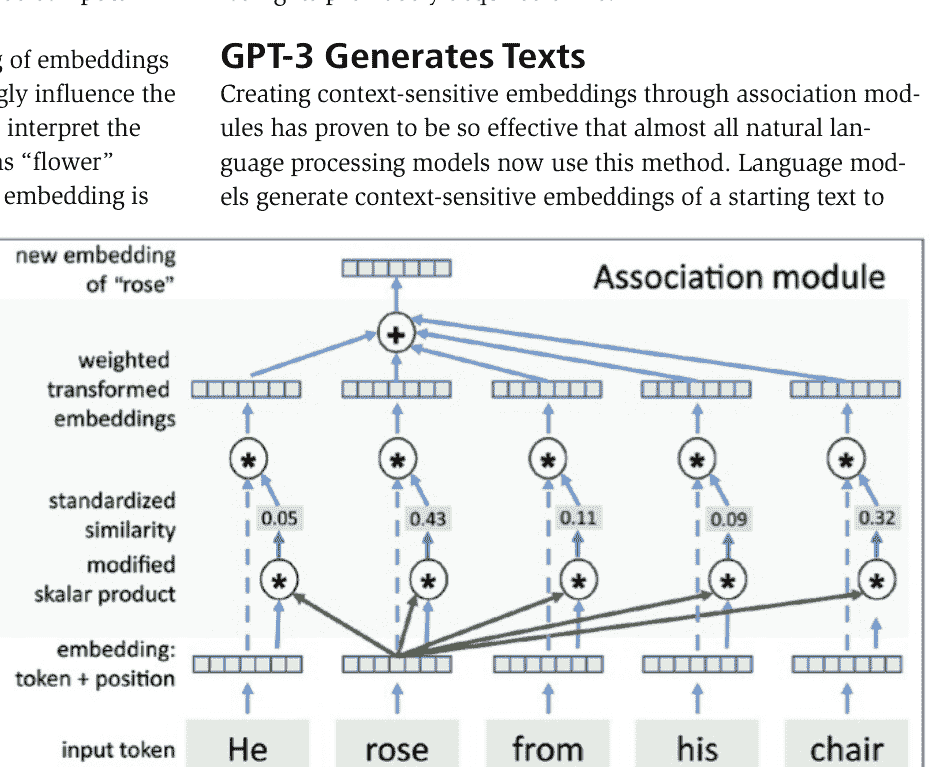 g of embeddings
gly influence the
interpret the
as “flower”
embedding is
GPT-3 Generates Texts
Creating context-sensitive embeddings through association mod-
ules has proven to be so effective that almost all natural lan-
guage processing models now use this method. Language mod-
els generate context-sensitive embeddings of a starting text to
new embedding
of “rose”
Association module
+
weighted
transformed
embeddings
* * * * *
standardized
similarity
0.05 0.43 0.11 0.09 0.32
modified
skalar product
* * * * *
embedding:
token + position
input token
He rose from his chair